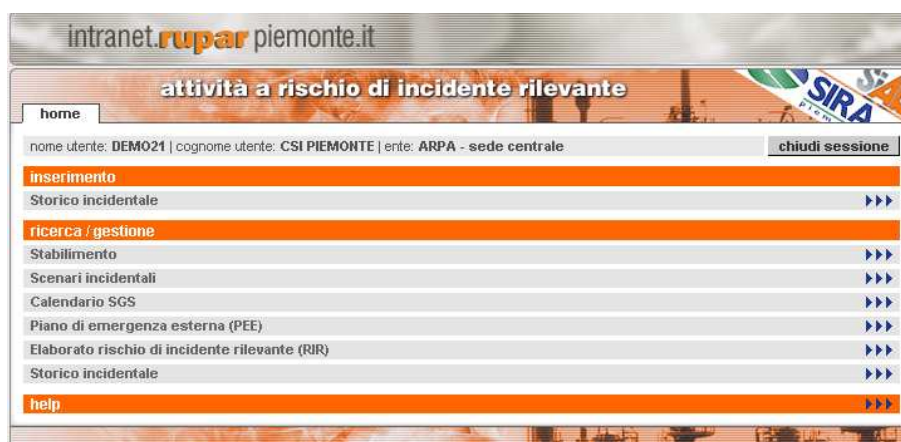 intranet.rupar piemonte.it
attività a rischio di incidente rilevante
SIRA
home
nome utente: DEMO21 | cognome utente: CSI PIEMONTE | ente: ARPA - sede centrale
chiudi sessione
inserimento
Storico incidentale
ricerca / gestione
Stabilimento
Scenari incidentali
Calendario SGS
Piano di emergenza esterna (PEE)
Elaborato rischio di incidente rilevante (RIR)
Storico incidentale
help